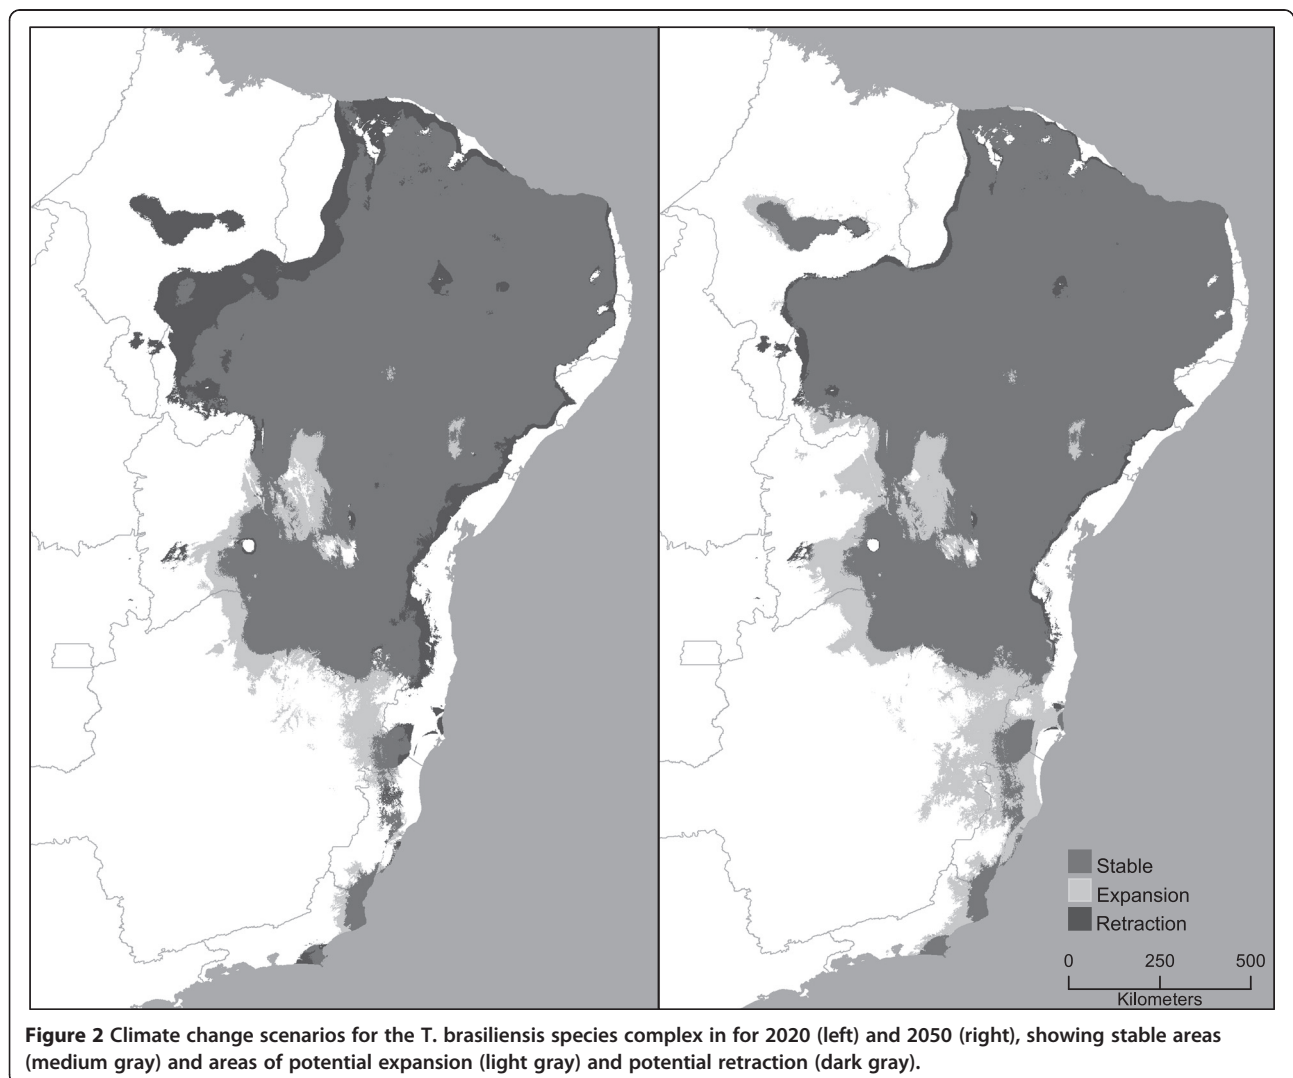 Stable
Expansion
Retraction
0 250 500
Kilometers
Figure 2 Climate change scenarios for the T. brasiliensis species complex in for 2020 (left) and 2050 (right), showing stable areas
(medium gray) and areas of potential expansion (light gray) and potential retraction (dark gray).